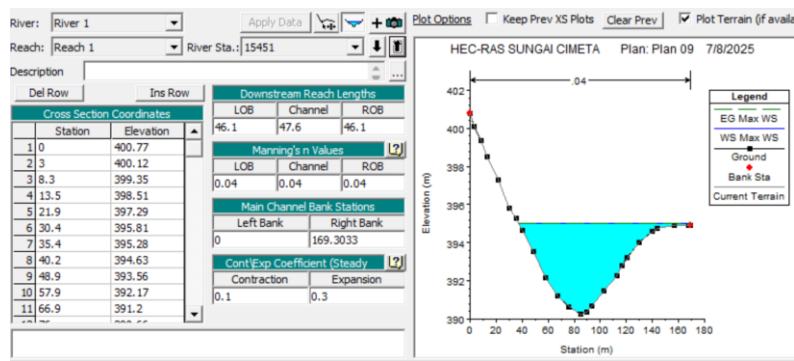 River: River 1 Apply Data Plot Options Keep Prev XS Plots Clear Prev Plot Terrain (if availa
Reach: Reach 1 River Sta.: 15451
Description ...
Del Row Ins Row
Cross Section Coordinates
Station Elevation
1 0 400.77
2 3 400.12
3 8.3 399.35
4 13.5 398.51
5 21.9 397.29
6 30.4 395.81
7 35.4 395.28
8 40.2 394.63
9 48.9 393.56
10 57.9 392.17
11 66.9 391.2
Downstream Reach Lengths
LOB Channel ROB
46.1 47.6 46.1
Manning's n Values
LOB Channel ROB
0.04 0.04 0.04
Main Channel Bank Stations
Left Bank Right Bank
0 169.3033
Cont\Exp Coefficient (Steady
Contraction Expansion
0.1 0.3
HEC-RAS SUNGAI CIMETA Plan: Plan 09 7/8/2025
.04
Elevation (m)
402
400
398
396
394
392
390
0 20 40 60 80 100 120 140 160 180
Station (m)
Legend
EG Max WS
WS Max WS
Ground
Bank Sta
Current Terrain